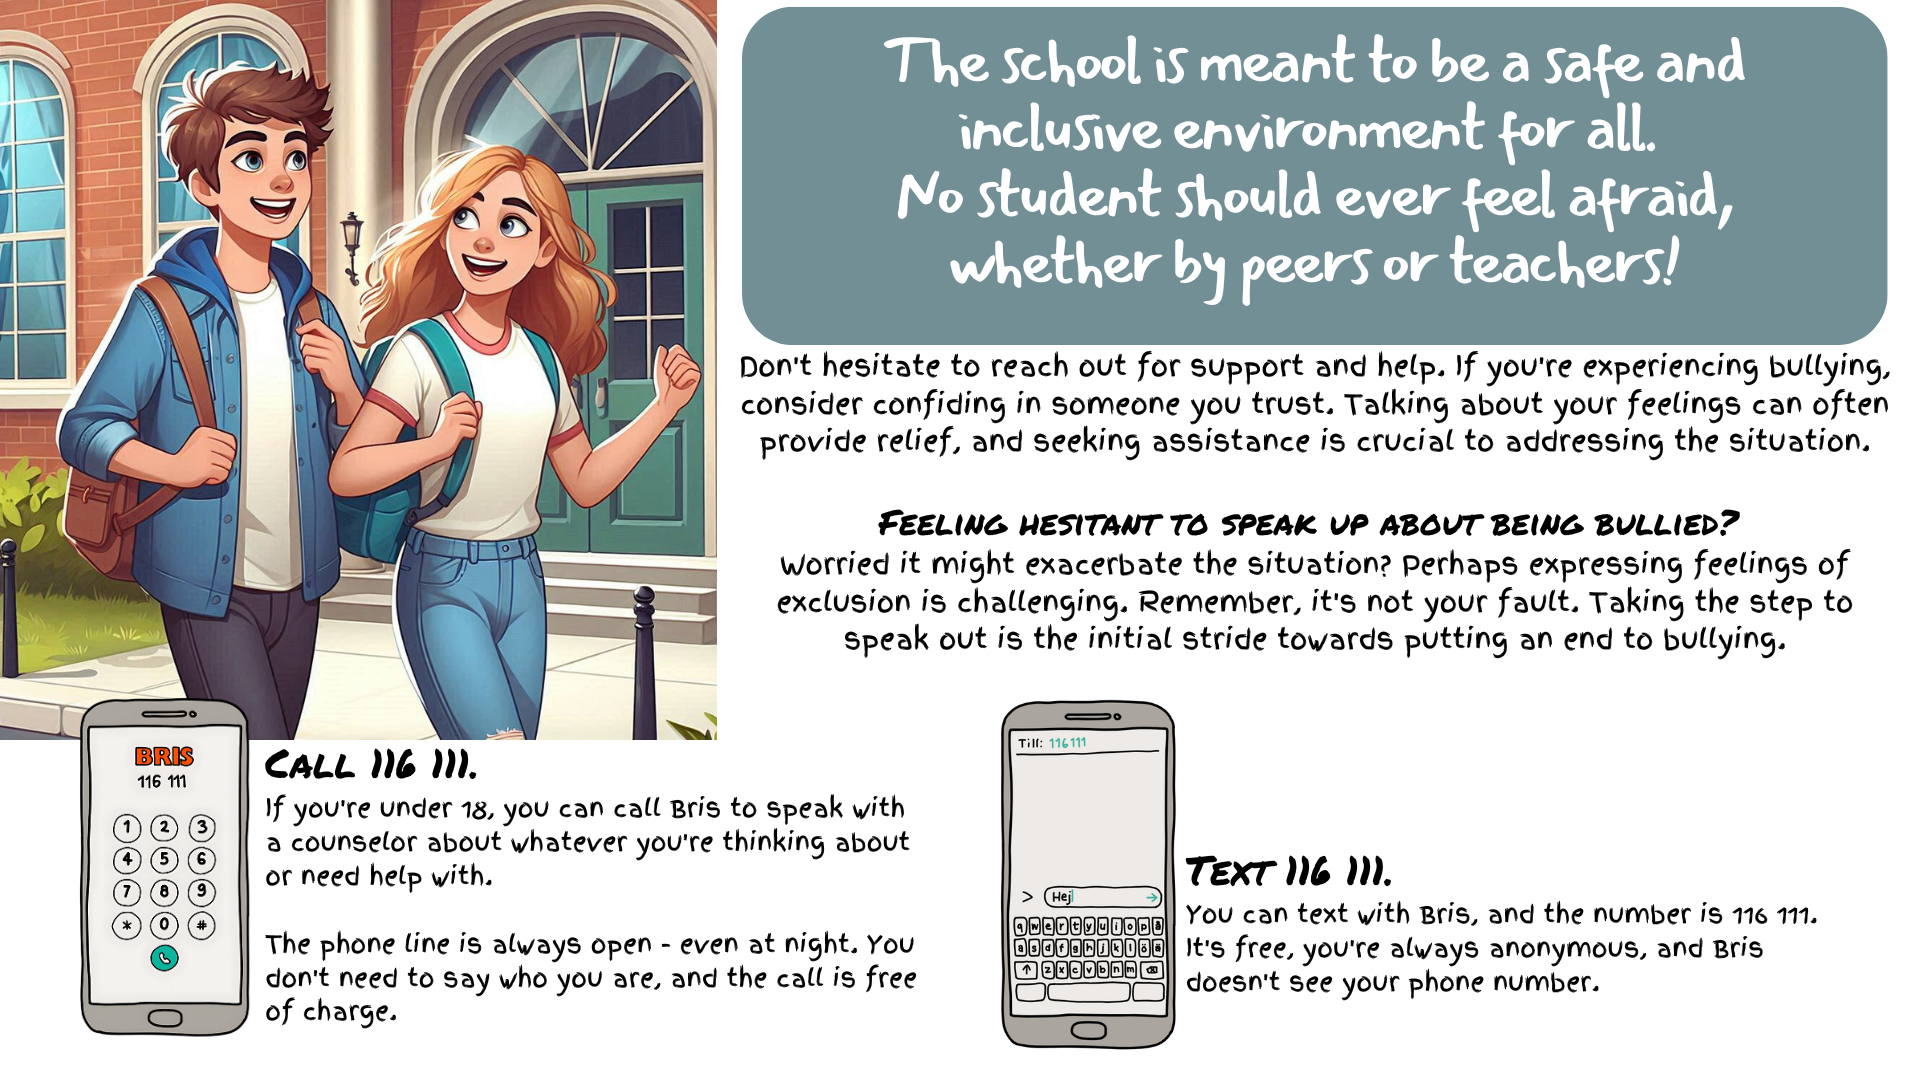 The school is meant to be a safe and
inclusive environment for all.
No student should ever feel afraid,
whether by peers or teachers!
Don't hesitate to reach out for support and help. If you're experiencing bullying,
consider confiding in someone you trust. Talking about your feelings can often
provide relief, and seeking assistance is crucial to addressing the situation.
Feeling hesitant to speak up about being bullied?
Worried it might exacerbate the situation? Perhaps expressing feelings of
exclusion is challenging. Remember, it's not your fault. Taking the step to
speak out is the initial stride towards putting an end to bullying.
BRIS
116 111
1 2 3
4 5 6
7 8 9
* 0 #
Call 116 111.
If you're under 18, you can call Bris to speak with
a counselor about whatever you're thinking about
or need help with.
The phone line is always open - even at night. You
don't need to say who you are, and the call is free
of charge.
Till: 116111
> Hej
q w e r t y u i o p å
a s d f g h j k l ö ä
z x c v b n m
Text 116 111.
You can text with Bris, and the number is 116 111.
It's free, you're always anonymous, and Bris
doesn't see your phone number.